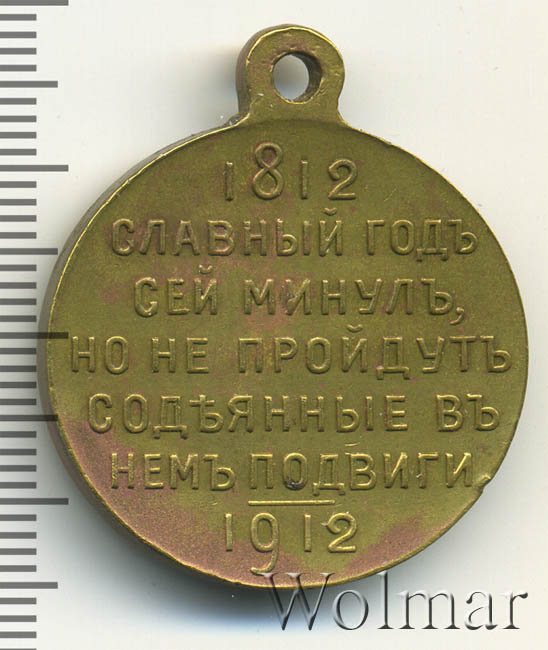 1812
СЛАВНЫЙ ГОДЪ
СЕЙ МИНУЛЪ,
НО НЕ ПРОЙДУТЪ
СОДѢЯННЫЕ ВЪ
НЕМЪ ПОДВИГИ
1912
Wolmar